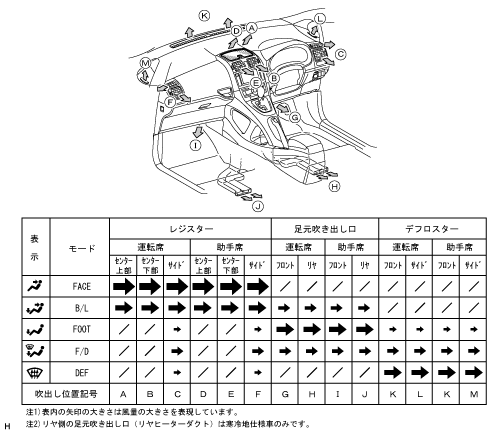 K
L
D A
C
M
B
E
F
G
I
H
J
表示 モード レジスター 足元吹き出し口 デフロスター
運転席 助手席 運転席 助手席 運転席 助手席
センター上部 センター下部 サイド センター上部 センター下部 サイド フロント リヤ フロント リヤ フロント サイド フロント サイド
FACE ➡ ➡ ➡ ➡ ➡ ➡ / / / / / / / /
B/L ➡ ➡ ➡ ➡ ➡ ➡ ➡ ➡ ➡ ➡ / / / /
FOOT / / ➡ / / ➡ ➡ ➡ ➡ ➡ ➡ ➡ ➡ ➡
F/D / / ➡ / / ➡ ➡ ➡ ➡ ➡ ➡ ➡ ➡ ➡
DEF / / ➡ / / ➡ / / / / ➡ ➡ ➡ ➡
吹出し位置記号 A B C D E F G H I J K L K M
注1) 表内の矢印の大きさは風量の大きさを表現しています。
H 注2) リヤ側の足元吹き出し口（リヤヒーターダクト）は寒冷地仕様車のみです。